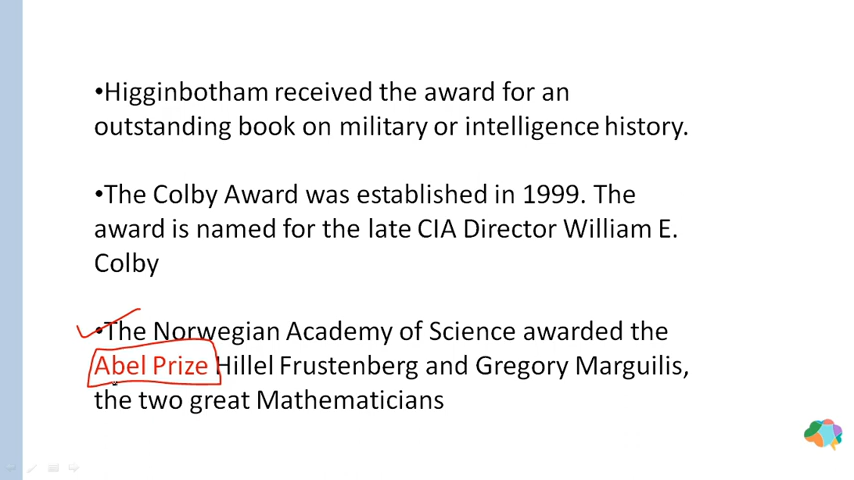 •Higginbotham received the award for an
outstanding book on military or intelligence history.
•The Colby Award was established in 1999. The
award is named for the late CIA Director William E.
Colby
•The Norwegian Academy of Science awarded the
Abel Prize Hillel Frustenberg and Gregory Marguilis,
the two great Mathematicians